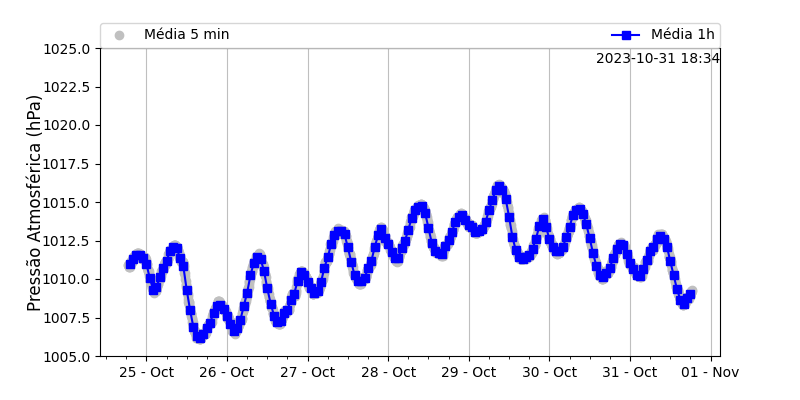 Média 5 min
Média 1h
2023-10-31 18:34
Pressão Atmosférica (hPa)
1025.0
1022.5
1020.0
1017.5
1015.0
1012.5
1010.0
1007.5
1005.0
25 - Oct
26 - Oct
27 - Oct
28 - Oct
29 - Oct
30 - Oct
31 - Oct
01 - Nov